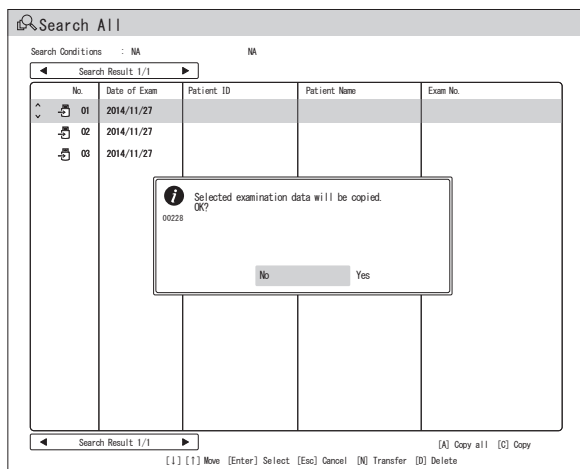 Search All
Search Conditions : NA NA
◀ Search Result 1/1 ▶
No. Date of Exam Patient ID Patient Name Exam No.
01 2014/11/27
02 2014/11/27
03 2014/11/27
Selected examination data will be copied.
OK?
00228
No Yes
◀ Search Result 1/1 ▶
[A] Copy all [C] Copy
[↓] [↑] Move [Enter] Select [Esc] Cancel [N] Transfer [D] Delete